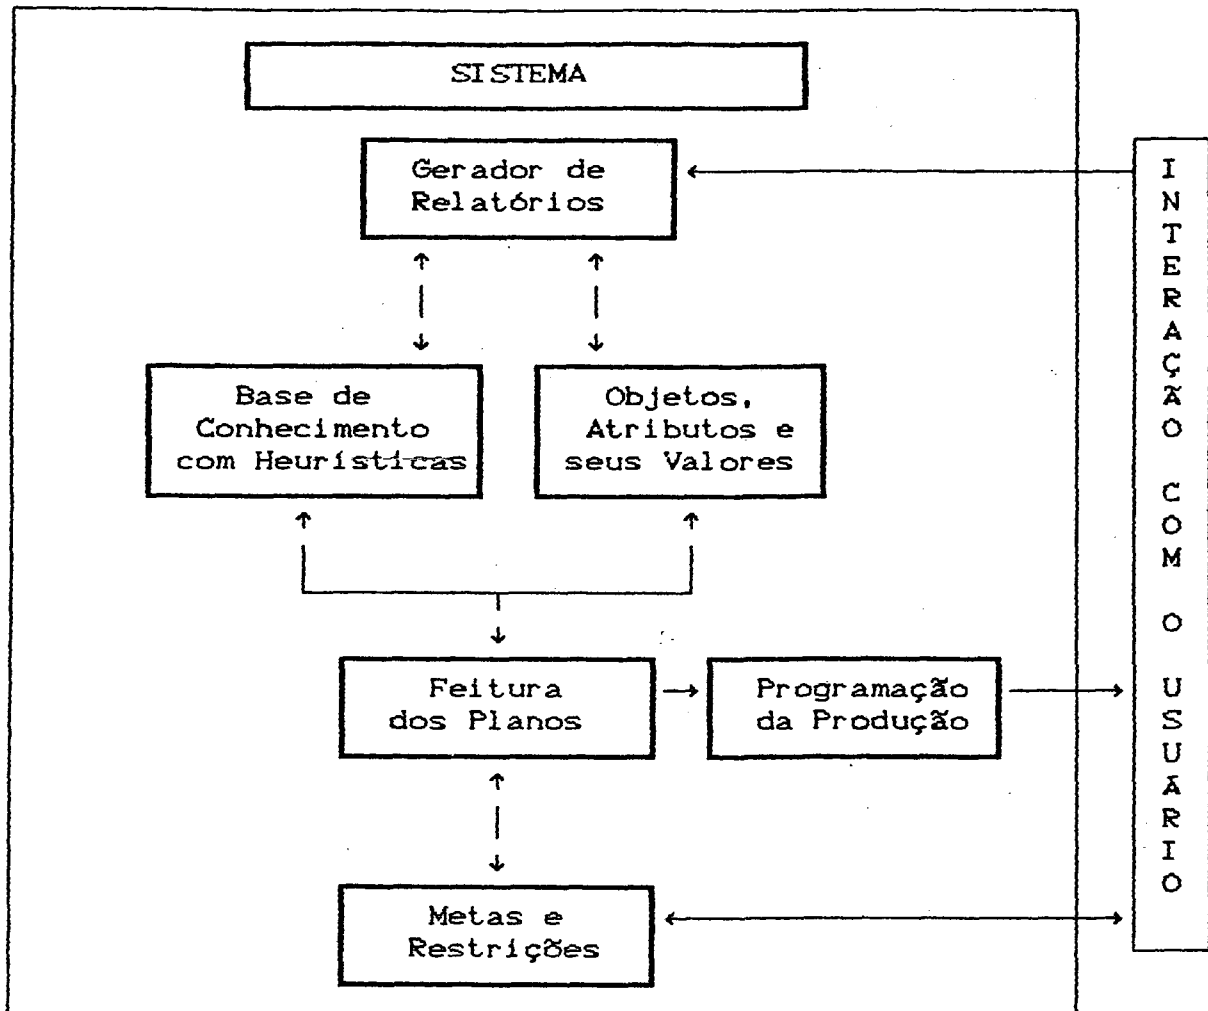 SISTEMA
Gerador de
Relatórios
Base de
Conhecimento
com Heurísticas
Objetos,
Atributos e
seus Valores
Feitura
dos Planos
Programação
da Produção
Metas e
Restrições
INTERAÇÃO COM O USUÁRIO